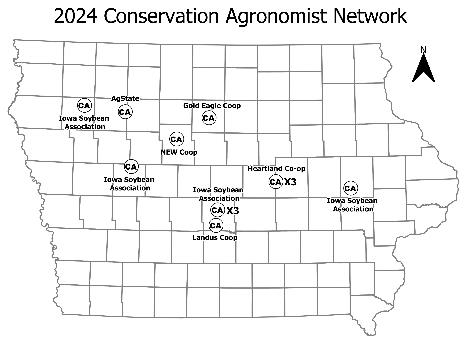 2024 Conservation Agronomist Network
N
AgState
CA
Iowa Soybean
Association
CA
Gold Eagle Coop
CA
CA
NEW Coop
CA
Iowa Soybean
Association
Heartland Co-op
CA X3
CA
Iowa Soybean
Association
Iowa Soybean
Association
CA X3
CA
Landus Coop